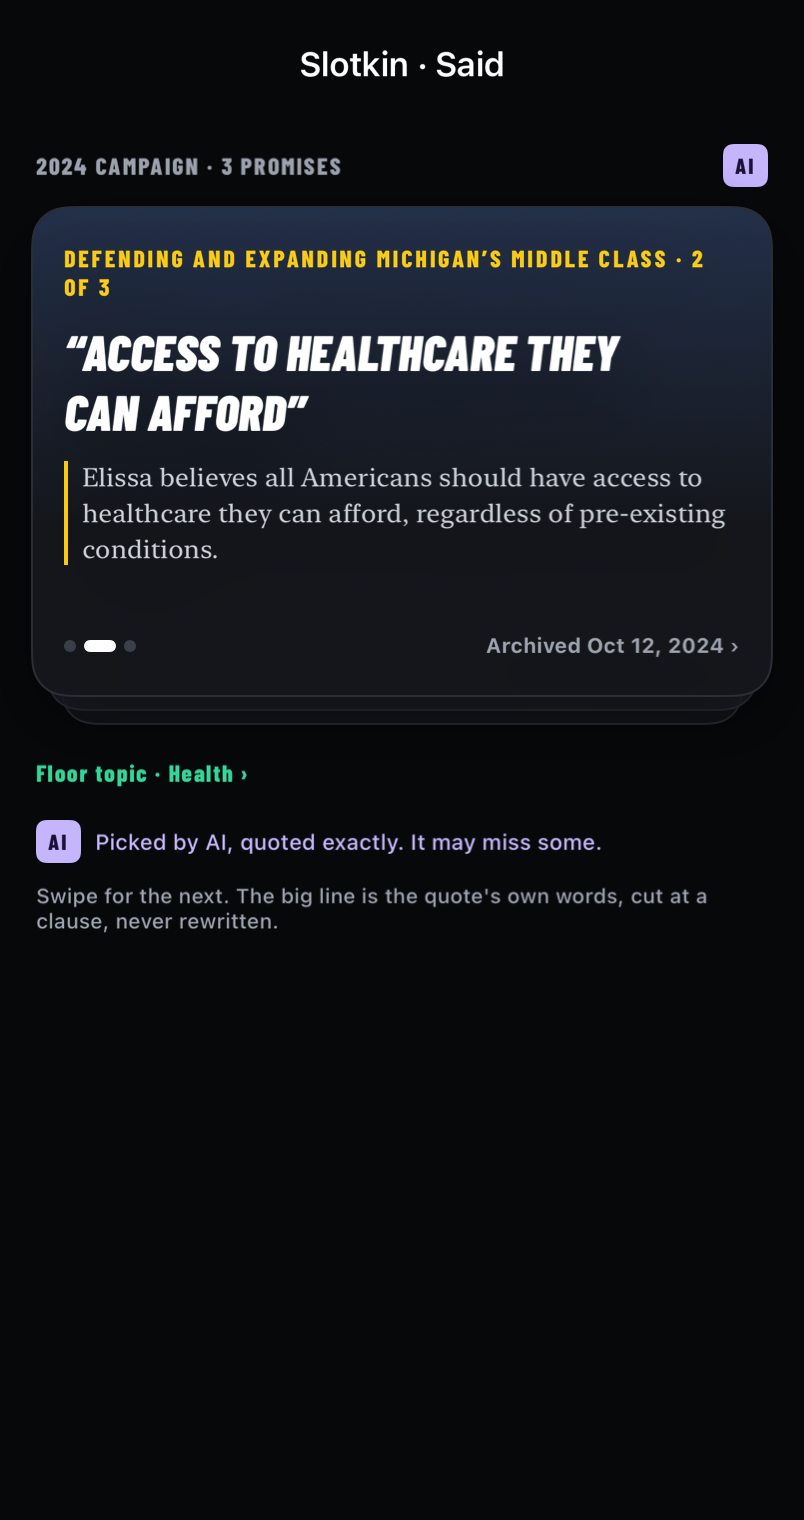 Slotkin · Said
2024 CAMPAIGN · 3 PROMISES
AI
DEFENDING AND EXPANDING MICHIGAN’S MIDDLE CLASS · 2
OF 3
“ACCESS TO HEALTHCARE THEY
CAN AFFORD”
Elissa believes all Americans should have access to
healthcare they can afford, regardless of pre-existing
conditions.
Archived Oct 12, 2024 ›
Floor topic · Health ›
AI Picked by AI, quoted exactly. It may miss some.
Swipe for the next. The big line is the quote's own words, cut at a
clause, never rewritten.